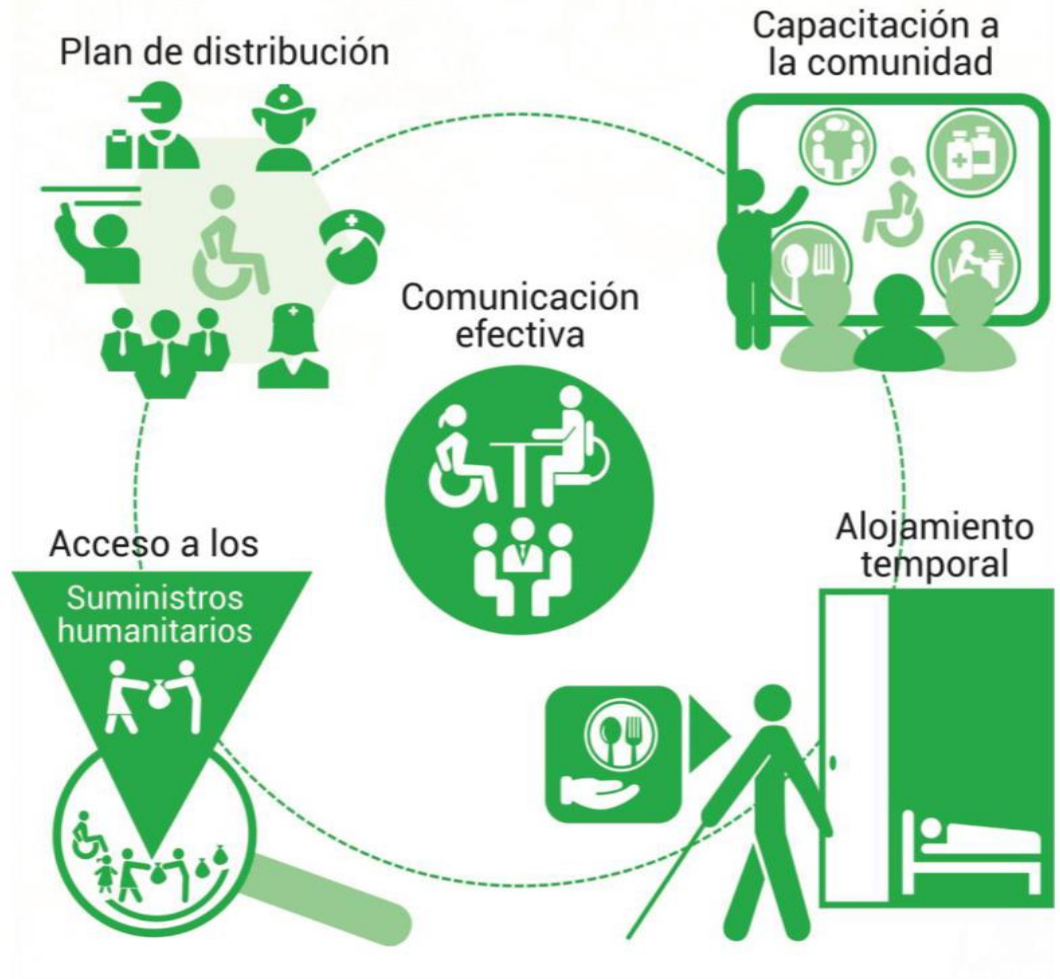 Plan de distribución
Capacitación a
la comunidad
Comunicación
efectiva
Acceso a los
Suministros
humanitarios
Alojamiento
temporal